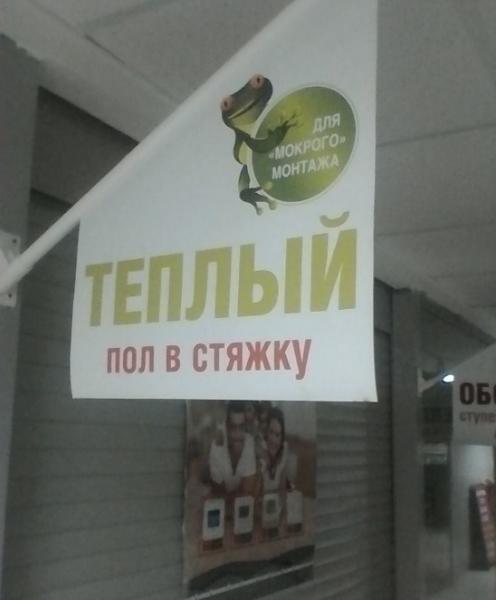 ДЛЯ
«МОКРОГО»
МОНТАЖА
ТЕПЛЫЙ
ПОЛ В СТЯЖКУ